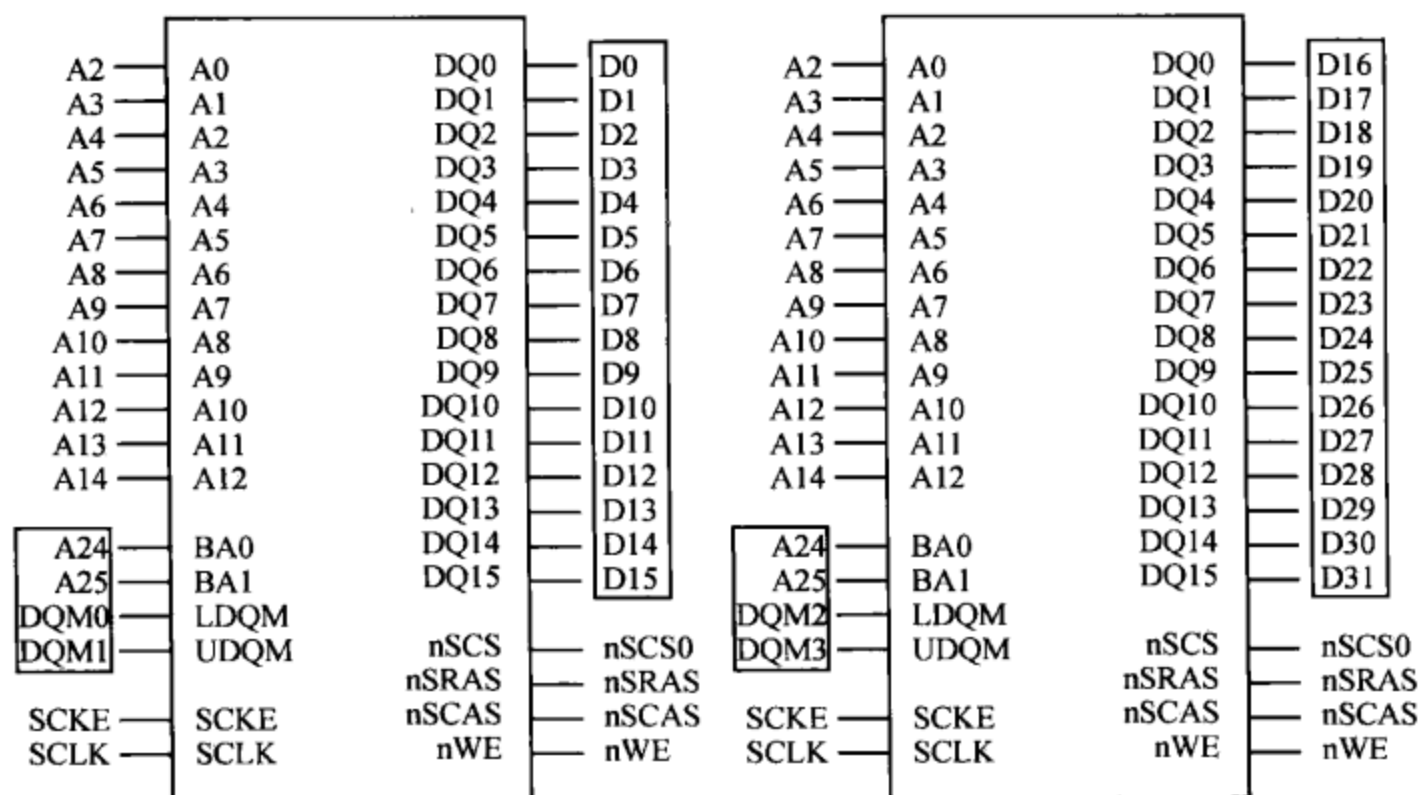 A2 A0 DQ0 D0 A2 A0 DQ0 D16
A3 A1 DQ1 D1 A3 A1 DQ1 D17
A4 A2 DQ2 D2 A4 A2 DQ2 D18
A5 A3 DQ3 D3 A5 A3 DQ3 D19
A6 A4 DQ4 D4 A6 A4 DQ4 D20
A7 A5 DQ5 D5 A7 A5 DQ5 D21
A8 A6 DQ6 D6 A8 A6 DQ6 D22
A9 A7 DQ7 D7 A9 A7 DQ7 D23
A10 A8 DQ8 D8 A10 A8 DQ8 D24
A11 A9 DQ9 D9 A11 A9 DQ9 D25
A12 A10 DQ10 D10 A12 A10 DQ10 D26
A13 A11 DQ11 D11 A13 A11 DQ11 D27
A14 A12 DQ12 D12 A14 A12 DQ12 D28
DQ13 D13 DQ13 D29
A24 BA0 DQ14 D14 A24 BA0 DQ14 D30
A25 BA1 DQ15 D15 A25 BA1 DQ15 D31
DQM0 LDQM DQM2 LDQM
DQM1 UDQM nSCS nSCS0 DQM3 UDQM nSCS nSCS0
nSRAS nSRAS nSRAS nSRAS
SCKE SCKE nSCAS nSCAS SCKE SCKE nSCAS nSCAS
SCLK SCLK nWE nWE SCLK SCLK nWE nWE